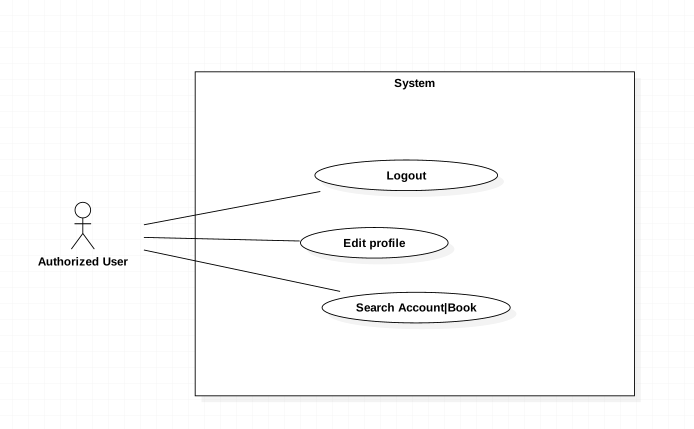 System
Logout
Edit profile
Authorized User
Search Account|Book